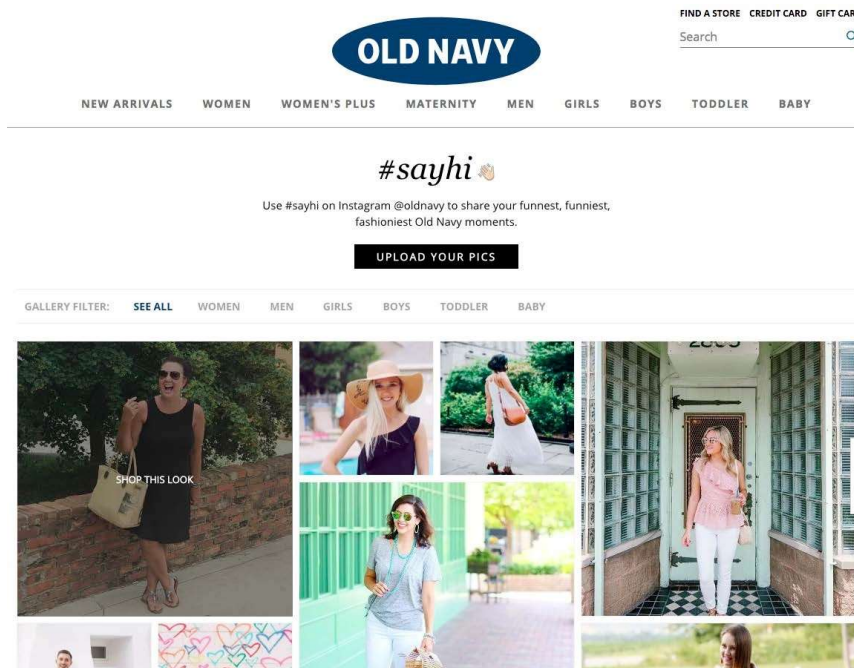 FIND A STORE CREDIT CARD GIFT CAR
OLD NAVY
Search
NEW ARRIVALS WOMEN WOMEN'S PLUS MATERNITY MEN GIRLS BOYS TODDLER BABY
#sayhi
Use #sayhi on Instagram @oldnavy to share your funnest, funniest,
fashioniest Old Navy moments.
UPLOAD YOUR PICS
GALLERY FILTER: SEE ALL WOMEN MEN GIRLS BOYS TODDLER BABY
SHOP THIS LOOK